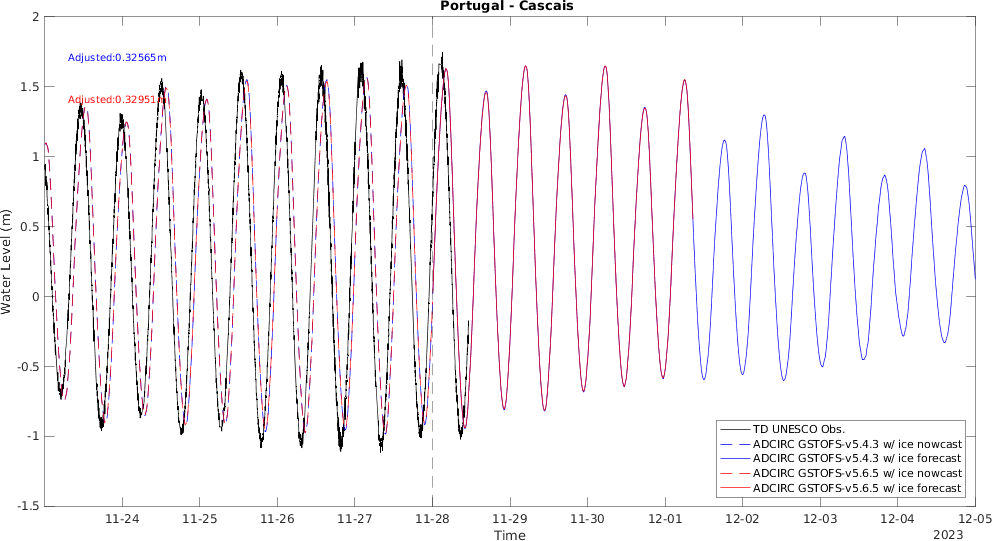 Portugal - Cascais
2
1.5
1
0.5
0
-0.5
-1
-1.5
Water Level (m)
Adjusted:0.32565m
Adjusted:0.32951m
TD UNESCO Obs.
ADCIRC GSTOFS-v5.4.3 w/ ice nowcast
ADCIRC GSTOFS-v5.4.3 w/ ice forecast
ADCIRC GSTOFS-v5.6.5 w/ ice nowcast
ADCIRC GSTOFS-v5.6.5 w/ ice forecast
11-24 11-25 11-26 11-27 11-28 11-29 11-30 12-01 12-02 12-03 12-04 12-05
Time
2023